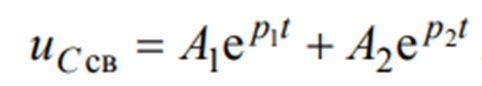 u_{C св} = A₁e^{p₁t} + A₂e^{p₂t}